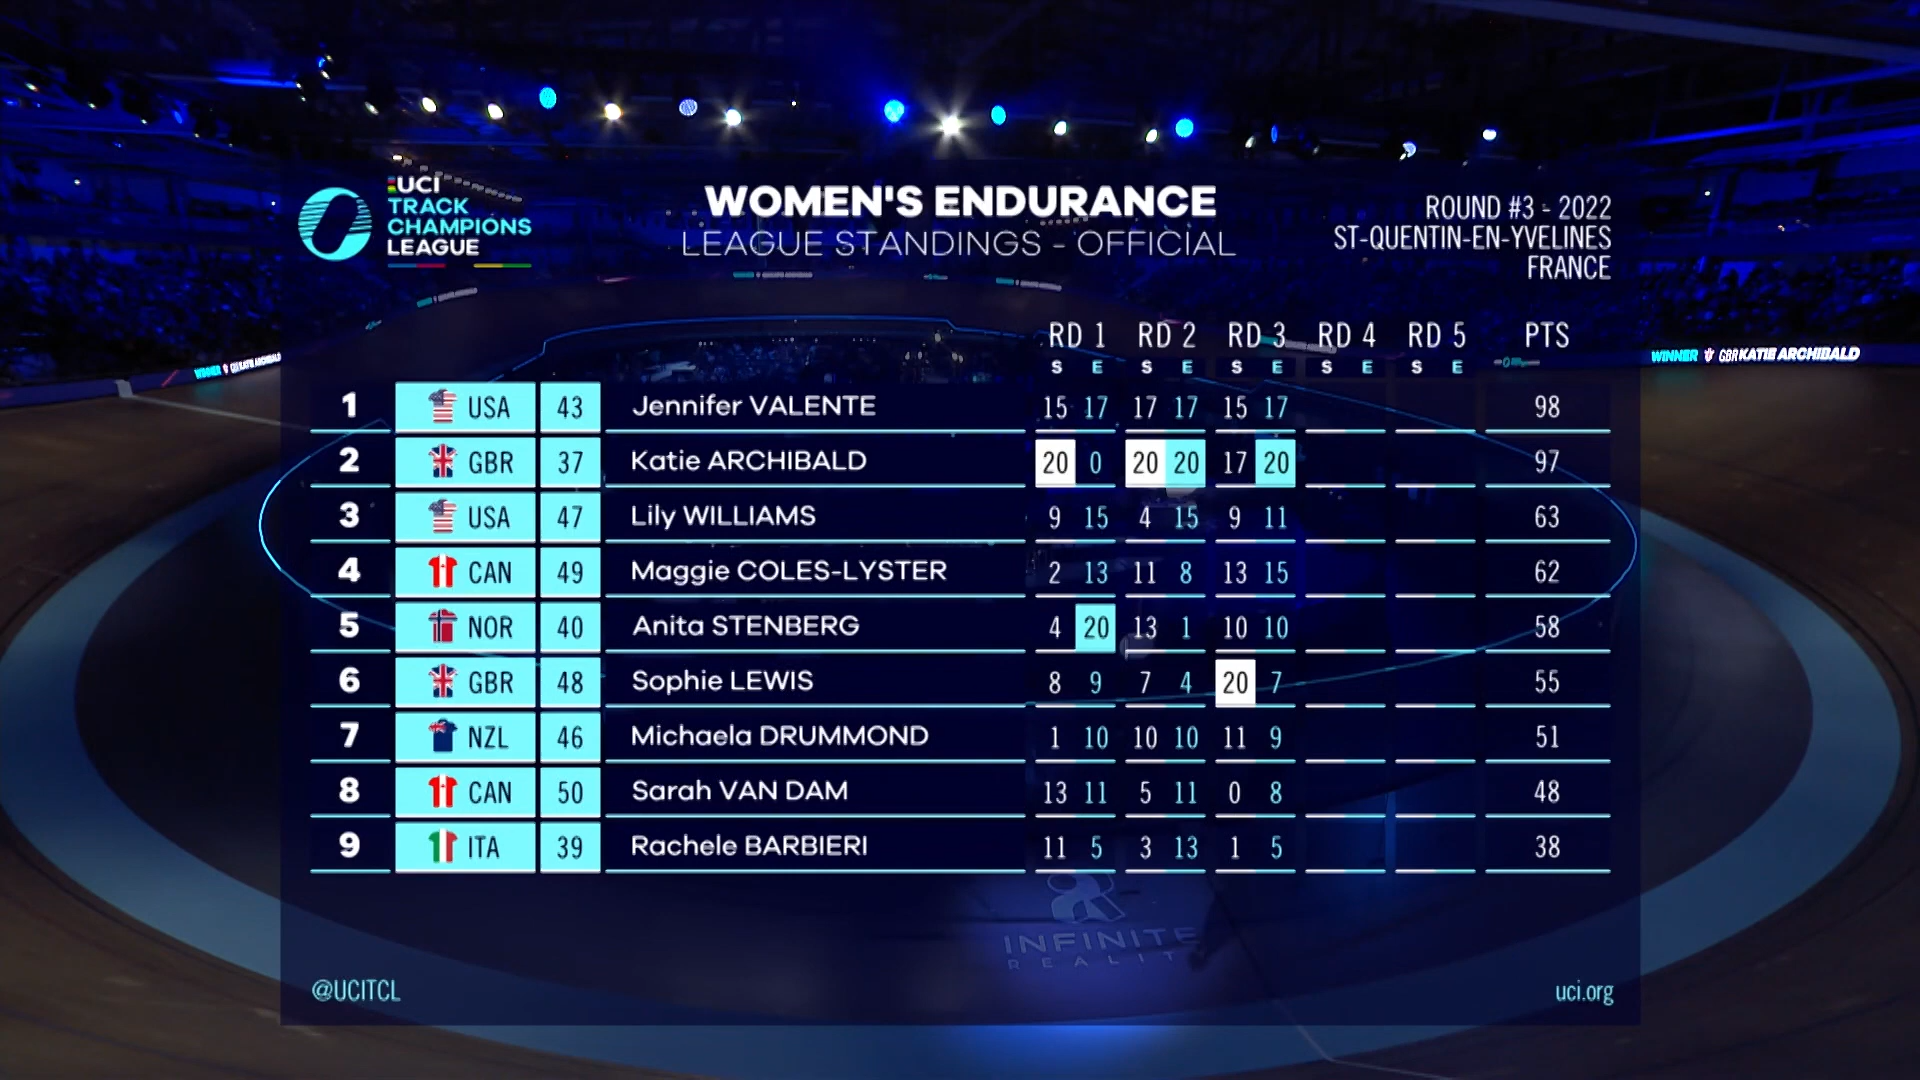 UCI
TRACK
CHAMPIONS
LEAGUE
WOMEN'S ENDURANCE
LEAGUE STANDINGS - OFFICIAL
ROUND #3 - 2022
ST-QUENTIN-EN-YVELINES
FRANCE
WINNER GBR KATIE ARCHIBALD
WINNER GBR KATIE ARCHIBALD
RD 1 RD 2 RD 3 RD 4 RD 5 PTS
S E S E S E S E S E
1 USA 43 Jennifer VALENTE 15 17 17 17 15 17 98
2 GBR 37 Katie ARCHIBALD 20 0 20 20 17 20 97
3 USA 47 Lily WILLIAMS 9 15 4 15 9 11 63
4 CAN 49 Maggie COLES-LYSTER 2 13 11 8 13 15 62
5 NOR 40 Anita STENBERG 4 20 13 1 10 10 58
6 GBR 48 Sophie LEWIS 8 9 7 4 20 7 55
7 NZL 46 Michaela DRUMMOND 1 10 10 10 11 9 51
8 CAN 50 Sarah VAN DAM 13 11 5 11 0 8 48
9 ITA 39 Rachele BARBIERI 11 5 3 13 1 5 38
INFINITE
REALIT
@UCITCL
uci.org